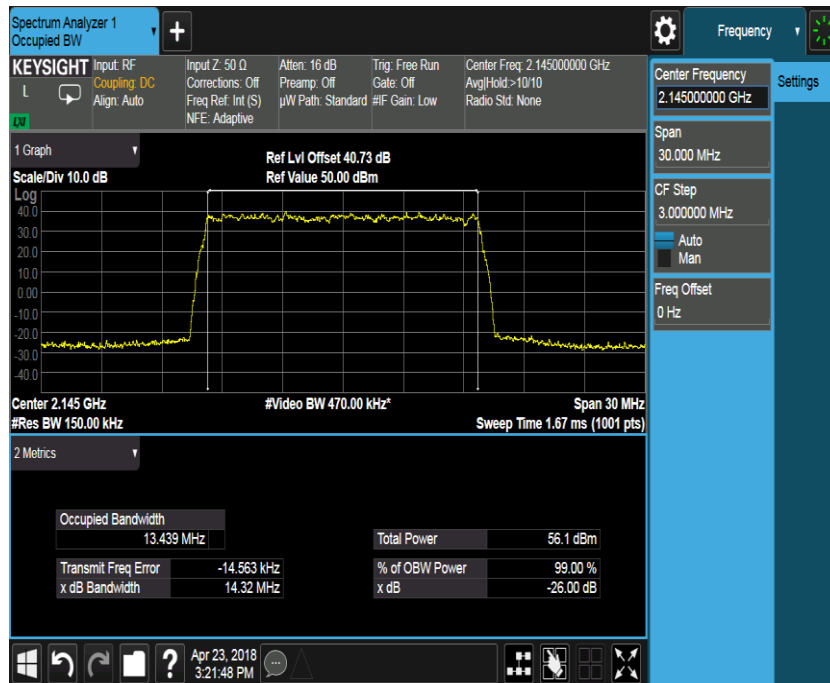 Spectrum Analyzer 1
Occupied BW
+
Frequency
KEYSIGHT
L
LXI
Input: RF
Coupling: DC
Align: Auto
Input Z: 50 Ω
Corrections: Off
Freq Ref: Int (S)
NFE: Adaptive
Atten: 16 dB
Preamp: Off
µW Path: Standard
Trig: Free Run
Gate: Off
#IF Gain: Low
Center Freq: 2.145000000 GHz
Avg|Hold:>10/10
Radio Std: None
Center Frequency
2.145000000 GHz
Settings
Span
30.000 MHz
CF Step
3.000000 MHz
Auto
Man
Freq Offset
0 Hz
1 Graph
Scale/Div 10.0 dB
Ref Lvl Offset 40.73 dB
Ref Value 50.00 dBm
Log
40.0
30.0
20.0
10.0
0.00
-10.0
-20.0
-30.0
-40.0
Center 2.145 GHz
#Res BW 150.00 kHz
#Video BW 470.00 kHz*
Span 30 MHz
Sweep Time 1.67 ms (1001 pts)
2 Metrics
Occupied Bandwidth
13.439 MHz
Total Power 56.1 dBm
Transmit Freq Error -14.563 kHz
% of OBW Power 99.00 %
x dB Bandwidth 14.32 MHz
x dB -26.00 dB
?
Apr 23, 2018
3:21:48 PM